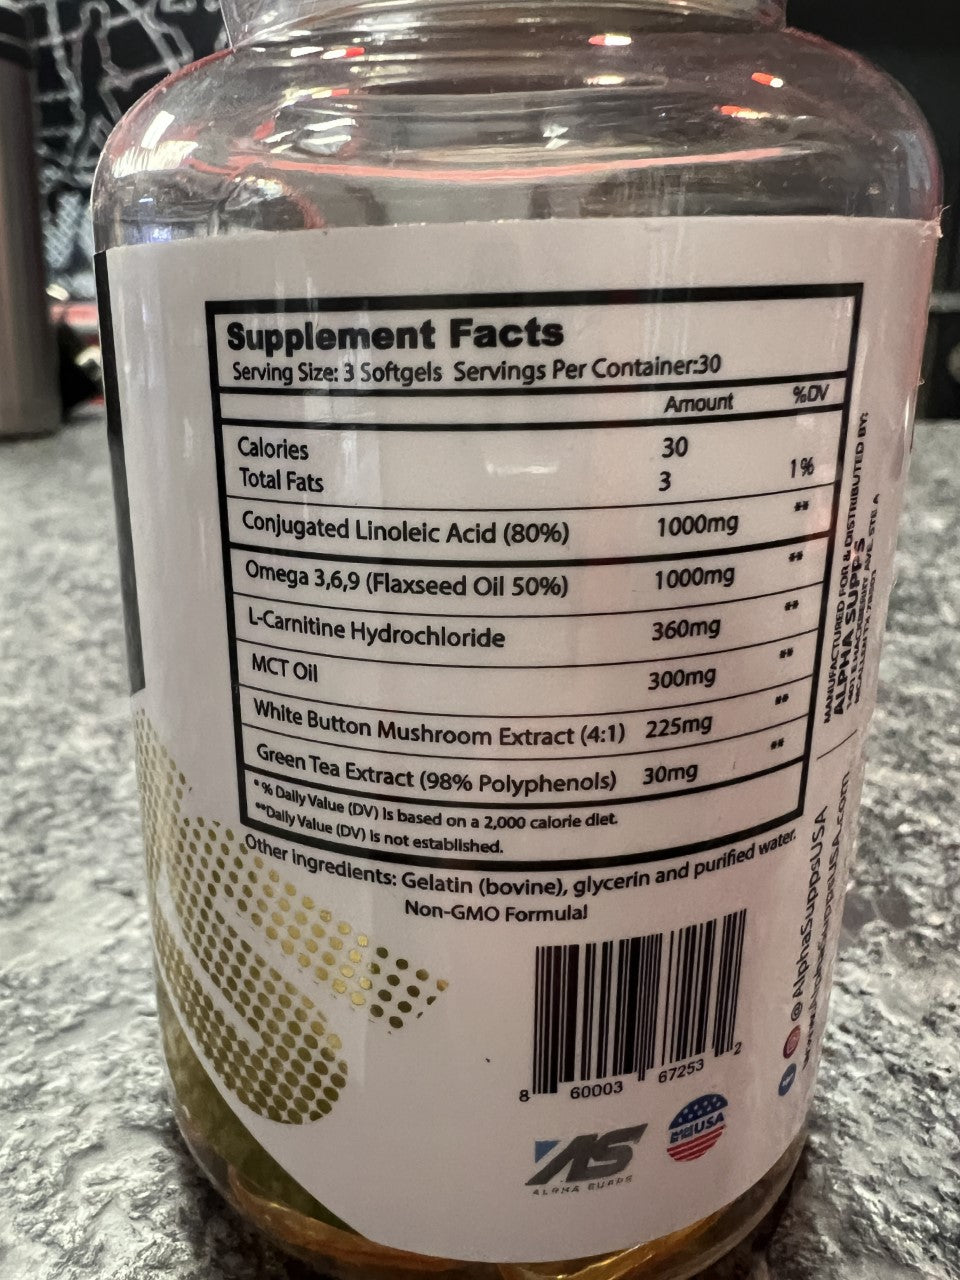 Supplement Facts
Serving Size: 3 Softgels Servings Per Container:30
Amount %DV
Calories 30
Total Fats 3 1%
Conjugated Linoleic Acid (80%) 1000mg **
Omega 3,6,9 (Flaxseed Oil 50%) 1000mg **
L-Carnitine Hydrochloride 360mg **
MCT Oil 300mg **
White Button Mushroom Extract (4:1) 225mg **
Green Tea Extract (98% Polyphenols) 30mg **
* % Daily Value (DV) Is based on a 2,000 calorie diet.
**Daily Value (DV) is not established.
Other Ingredients: Gelatin (bovine), glycerin and purified water.
Non-GMO Formula!
8 60003 67253 2
AS
ALPHA SUPPS
USA
MANUFACTURED FOR & DISTRIBUTED BY:
ALPHA SUPPS
@AlphaSuppsUSA
www.AlphaSuppsUSA.com